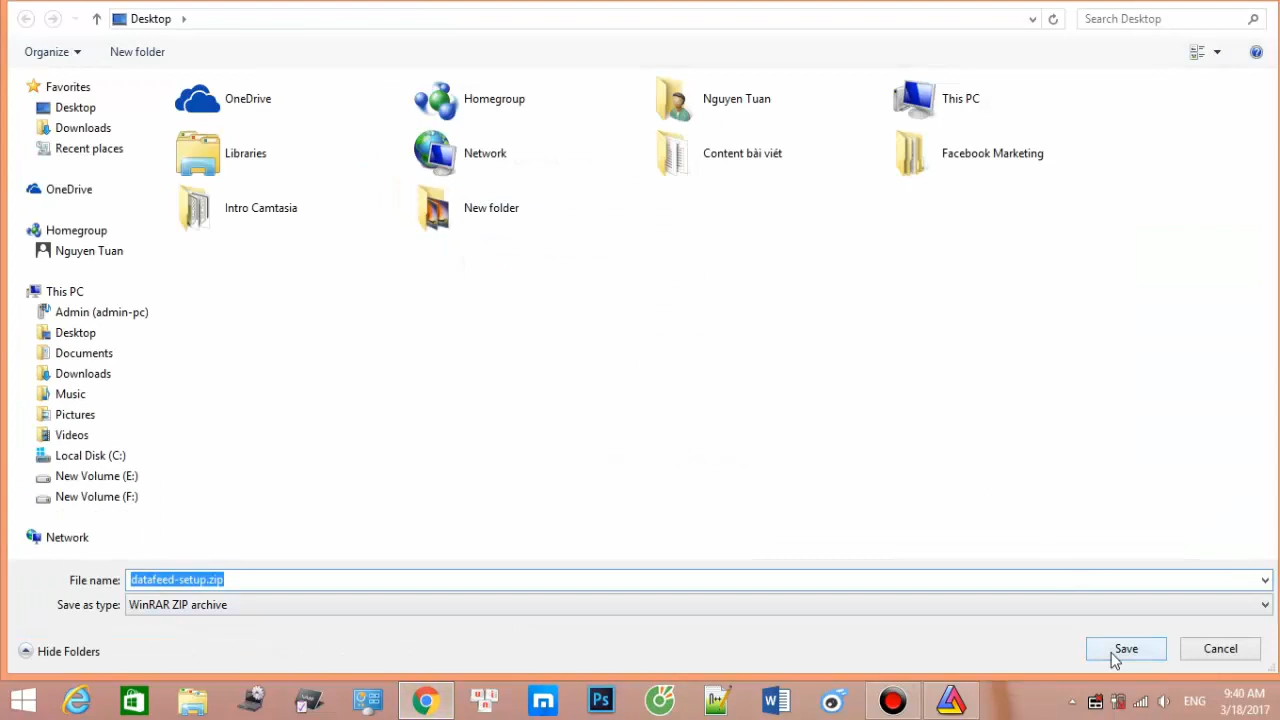 Desktop
Search Desktop
Organize
New folder
Favorites
Desktop
Downloads
Recent places
OneDrive
Homegroup
Nguyen Tuan
This PC
Admin (admin-pc)
Desktop
Documents
Downloads
Music
Pictures
Videos
Local Disk (C:)
New Volume (E:)
New Volume (F:)
Network
OneDrive
Homegroup
Nguyen Tuan
This PC
Libraries
Network
Content bài viết
Facebook Marketing
Intro Camtasia
New folder
File name: datafeed-setup.zip
Save as type: WinRAR ZIP archive
Hide Folders
Save
Cancel
Ps
ENG
9:40 AM
3/18/2017